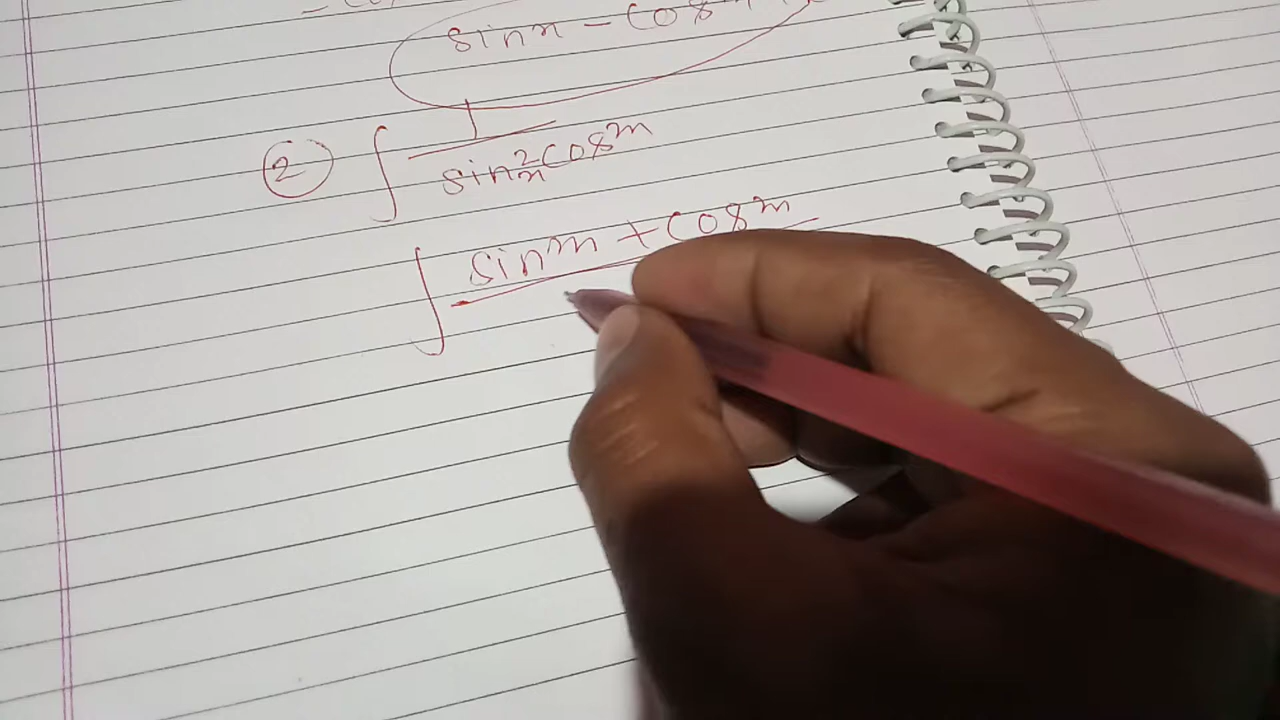 sinx - cos
② ∫ 1 / sin²x cos²x
∫ sin²x + cos²x